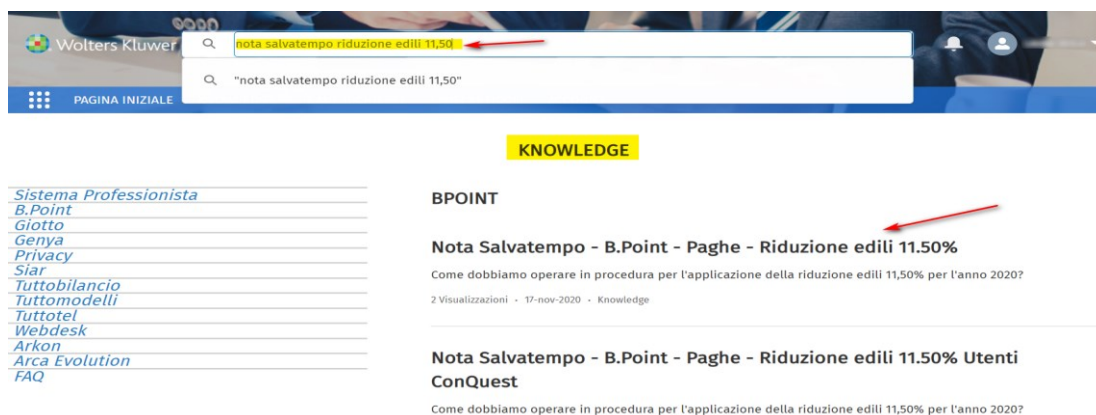 Wolters Kluwer
nota salvatempo riduzione edili 11,50
"nota salvatempo riduzione edili 11,50"
PAGINA INIZIALE
KNOWLEDGE
Sistema Professionista
B.Point
Giotto
Genya
Privacy
Siar
Tuttobilancio
Tuttomodelli
Tuttotel
Webdesk
Arkon
Arca Evolution
FAQ
BPOINT
Nota Salvatempo - B.Point - Paghe - Riduzione edili 11.50%
Come dobbiamo operare in procedura per l'applicazione della riduzione edili 11,50% per l'anno 2020?
2 Visualizzazioni - 17-nov-2020 - Knowledge
Nota Salvatempo - B.Point - Paghe - Riduzione edili 11.50% Utenti
ConQuest
Come dobbiamo operare in procedura per l'applicazione della riduzione edili 11,50% per l'anno 2020?